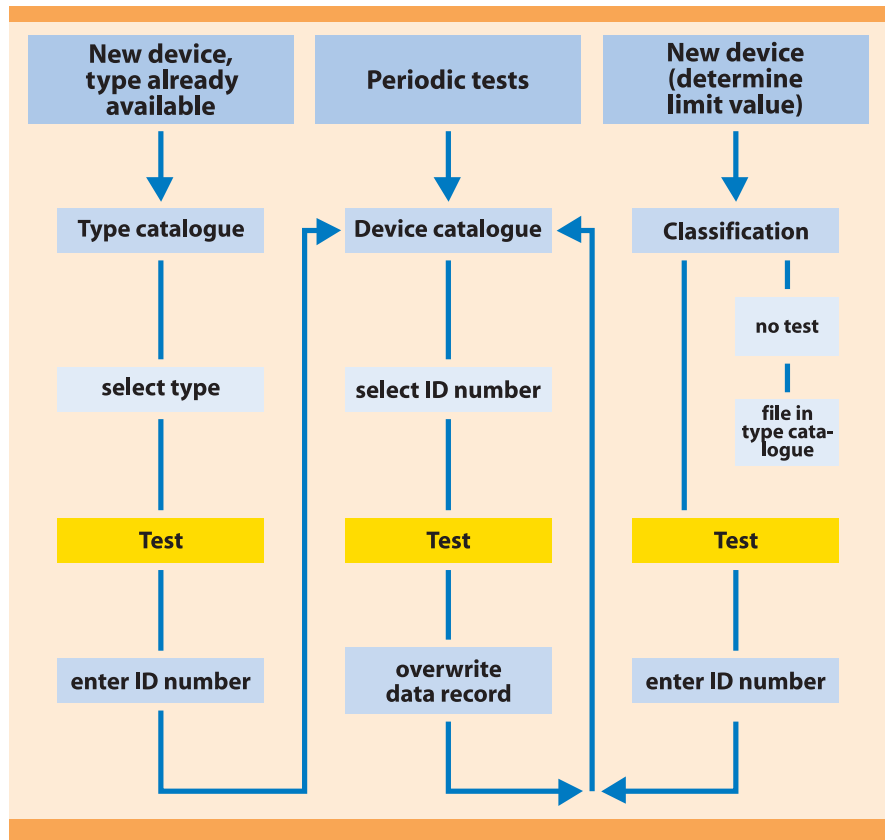 New device,
type already
available
Periodic tests
New device
(determine
limit value)
Type catalogue
Device catalogue
Classification
no test
select type
select ID number
file in
type cata-
logue
Test
Test
Test
enter ID number
overwrite
data record
enter ID number